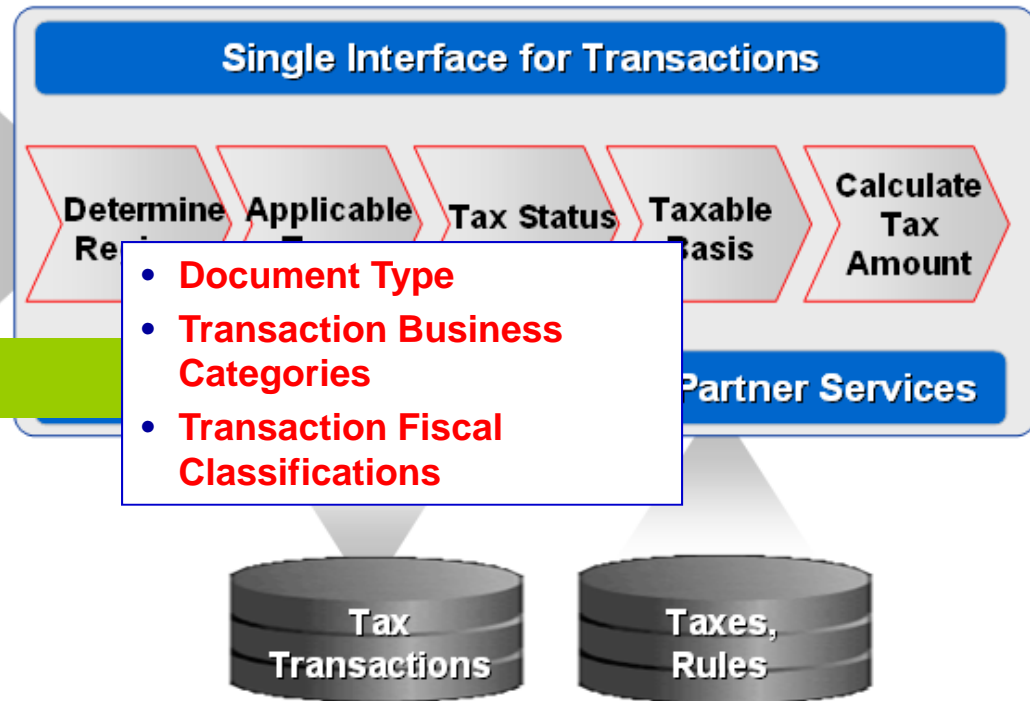 Single Interface for Transactions
Determine
Applicable
Tax Status
Taxable
Basis
Calculate
Tax
Amount
• Document Type
• Transaction Business
Categories
• Transaction Fiscal
Classifications
Partner Services
Tax
Transactions
Taxes,
Rules